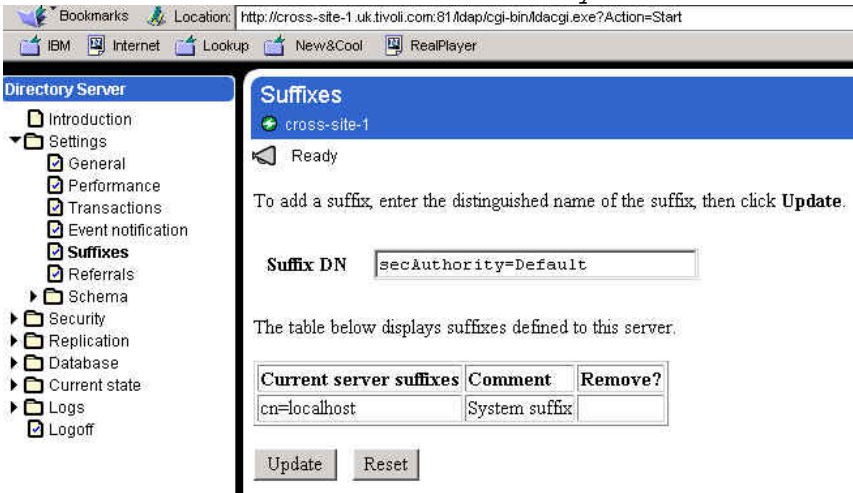 Bookmarks Location: http://cross-site-1.uk.tivoli.com:81/ldap/cgi-bin/ldacgi.exe?Action=Start
IBM Internet Lookup New&Cool RealPlayer
Directory Server
Introduction
Settings
General
Performance
Transactions
Event notification
Suffixes
Referrals
Schema
Security
Replication
Database
Current state
Logs
Logoff
Suffixes
cross-site-1
Ready
To add a suffix, enter the distinguished name of the suffix, then click Update.
Suffix DN secAuthority=Default
The table below displays suffixes defined to this server.
Current server suffixes Comment Remove?
cn=localhost System suffix
Update Reset